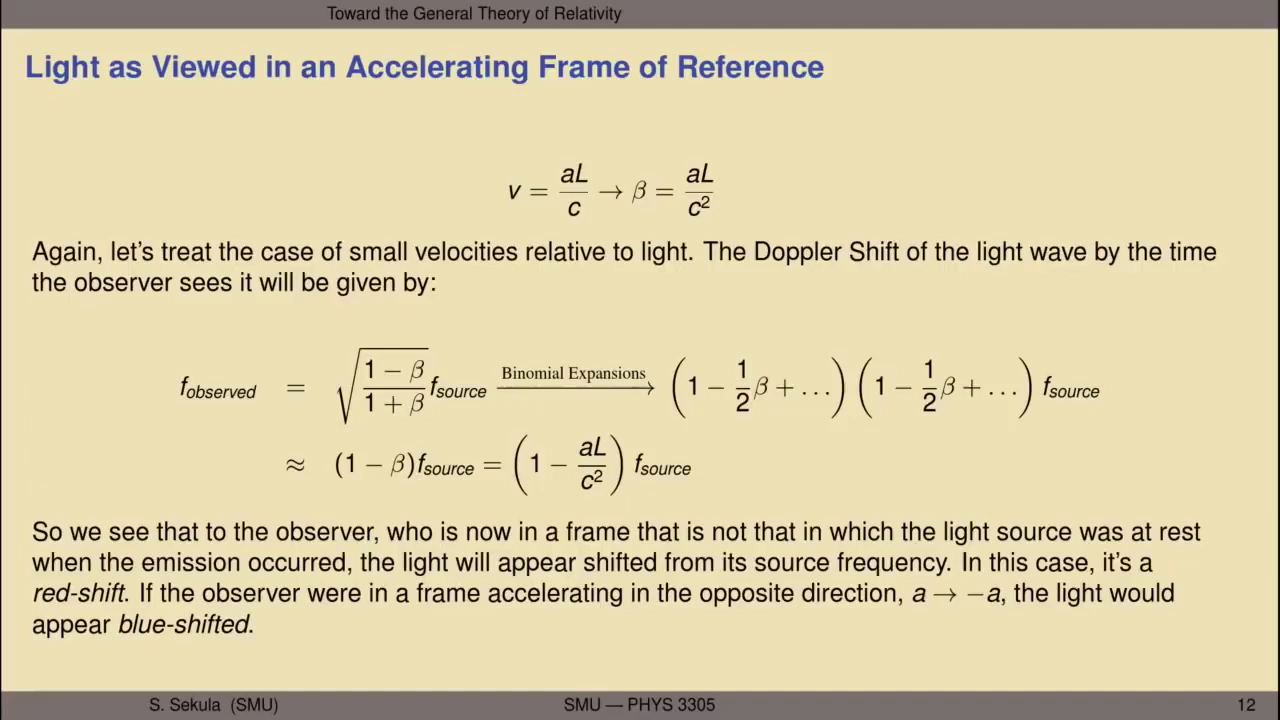 Toward the General Theory of Relativity
Light as Viewed in an Accelerating Frame of Reference
v = aL/c → β = aL/c²
Again, let's treat the case of small velocities relative to light. The Doppler Shift of the light wave by the time
the observer sees it will be given by:
f_observed = √((1 − β)/(1 + β)) f_source —Binomial Expansions→ (1 − 1/2 β + …) (1 − 1/2 β + …) f_source
≈ (1 − β)f_source = (1 − aL/c²) f_source
So we see that to the observer, who is now in a frame that is not that in which the light source was at rest
when the emission occurred, the light will appear shifted from its source frequency. In this case, it's a
red-shift. If the observer were in a frame accelerating in the opposite direction, a → −a, the light would
appear blue-shifted.
S. Sekula (SMU) SMU — PHYS 3305 12